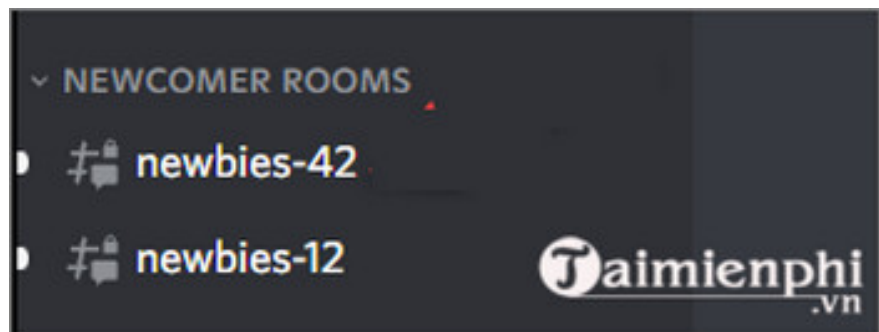 NEWCOMER ROOMS
newbies-42
newbies-12
Taimienphi
.vn